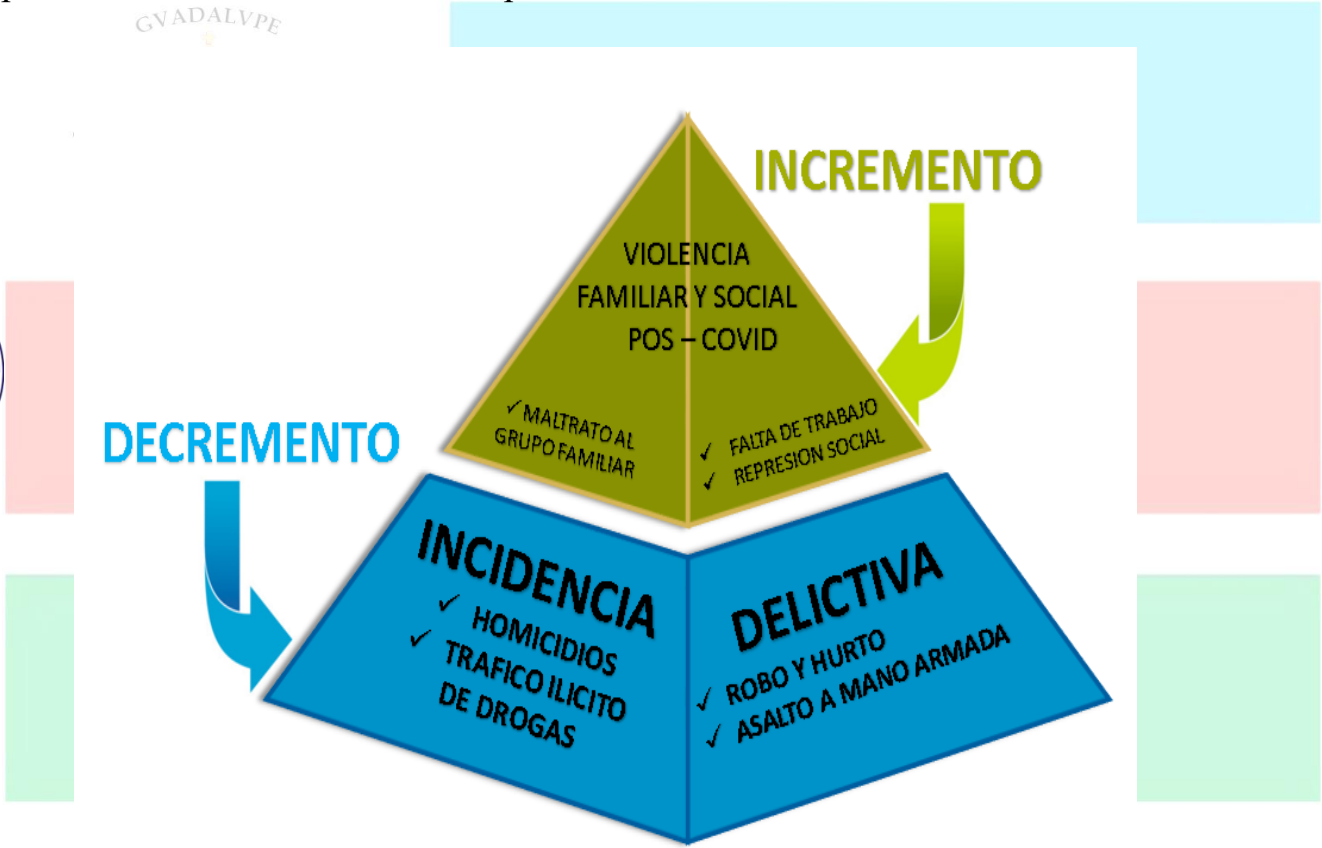 GVADALVPE
INCREMENTO
VIOLENCIA
FAMILIAR Y SOCIAL
POS – COVID
✓ MALTRATO AL
GRUPO FAMILIAR
✓ FALTA DE TRABAJO
✓ REPRESION SOCIAL
DECREMENTO
INCIDENCIA
✓ HOMICIDIOS
✓ TRAFICO ILICITO
DE DROGAS
DELICTIVA
✓ ROBO Y HURTO
✓ ASALTO A MANO ARMADA